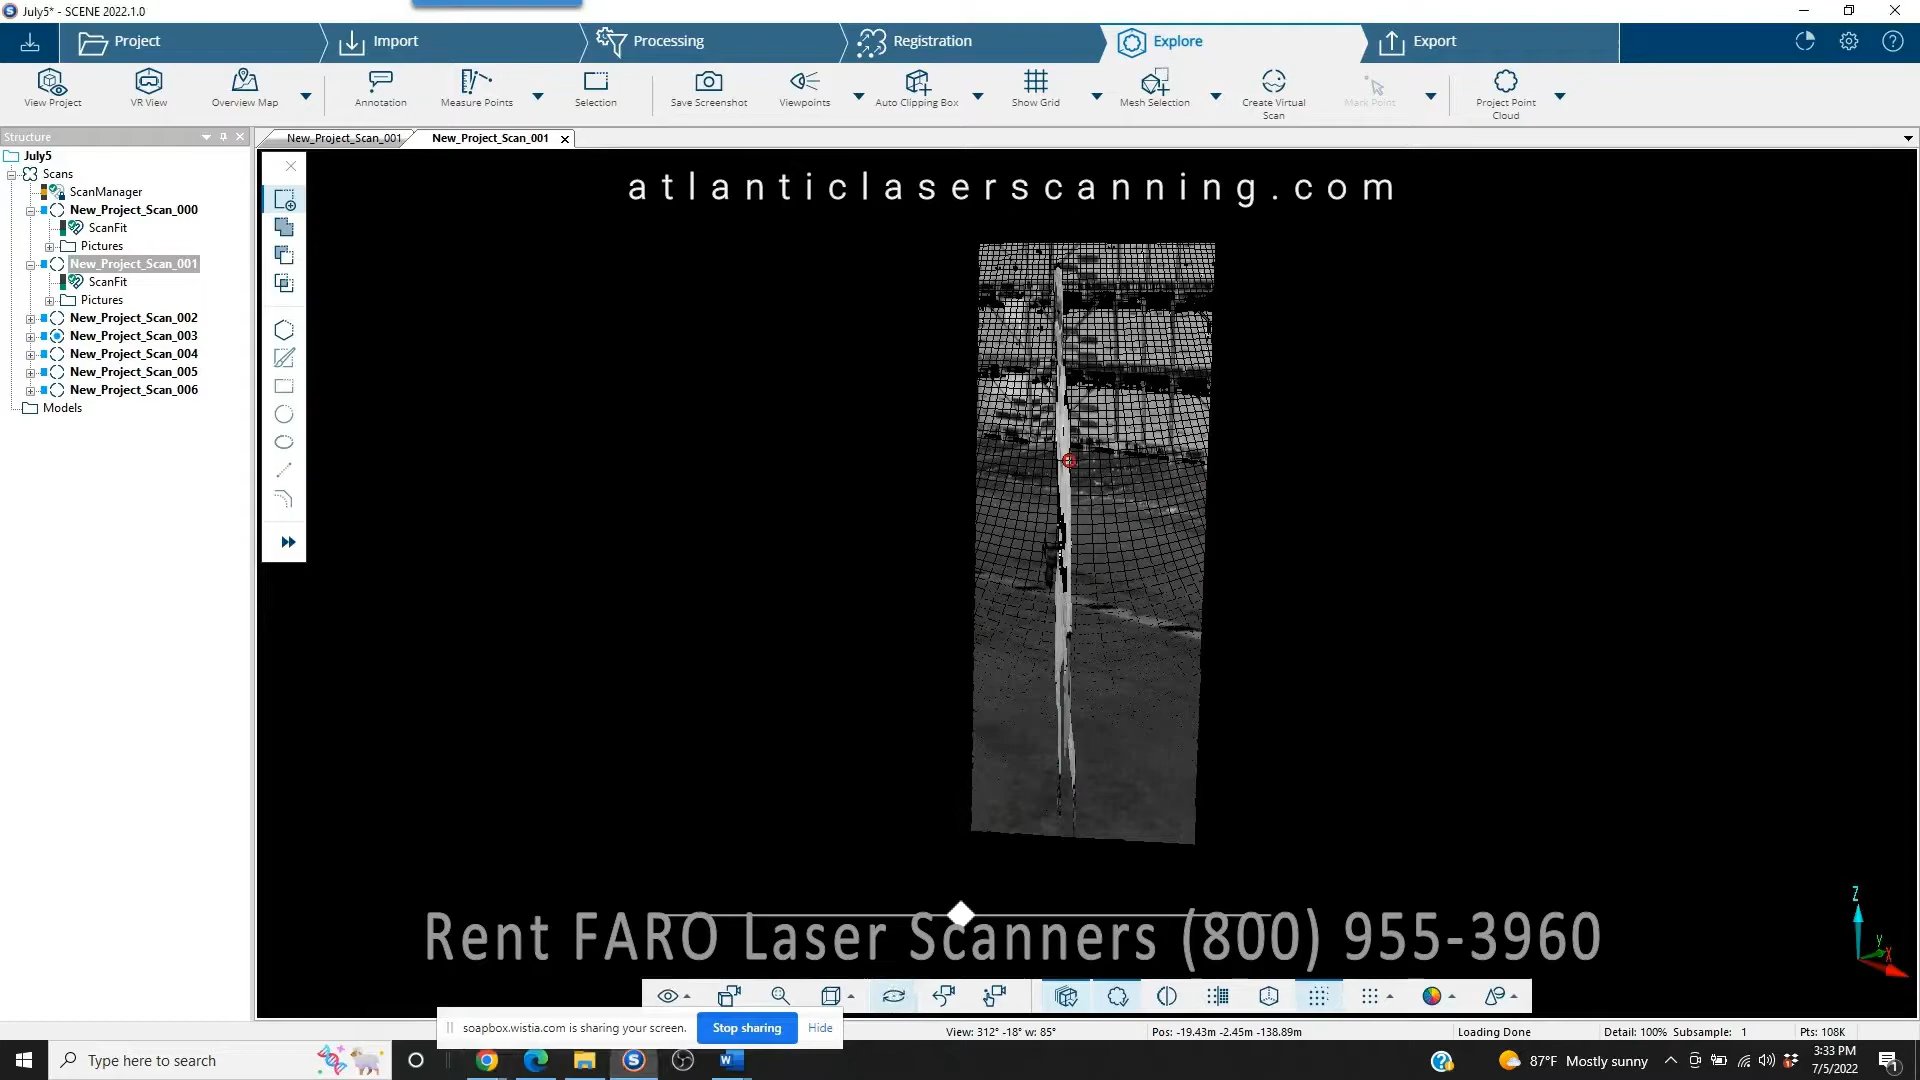 July5* - SCENE 2022.1.0
Project
Import
Processing
Registration
Explore
Export
View Project
VR View
Overview Map
Annotation
Measure Points
Selection
Save Screenshot
Viewpoints
Auto Clipping Box
Show Grid
Mesh Selection
Create Virtual
Scan
Mark Point
Project Point
Cloud
Structure
New_Project_Scan_001
New_Project_Scan_001
July5
Scans
ScanManager
New_Project_Scan_000
ScanFit
Pictures
New_Project_Scan_001
ScanFit
Pictures
New_Project_Scan_002
New_Project_Scan_003
New_Project_Scan_004
New_Project_Scan_005
New_Project_Scan_006
Models
atlanticlaserscanning.com
Z
y
X
Rent FARO Laser Scanners (800) 955-3960
soapbox.wistia.com is sharing your screen.
Stop sharing
Hide
View: 312° -18° w: 85°
Pos: -19.43m -2.45m -138.89m
Loading Done
Detail: 100%
Subsample: 1
Pts: 108K
Type here to search
87°F Mostly sunny
3:33 PM
7/5/2022
1